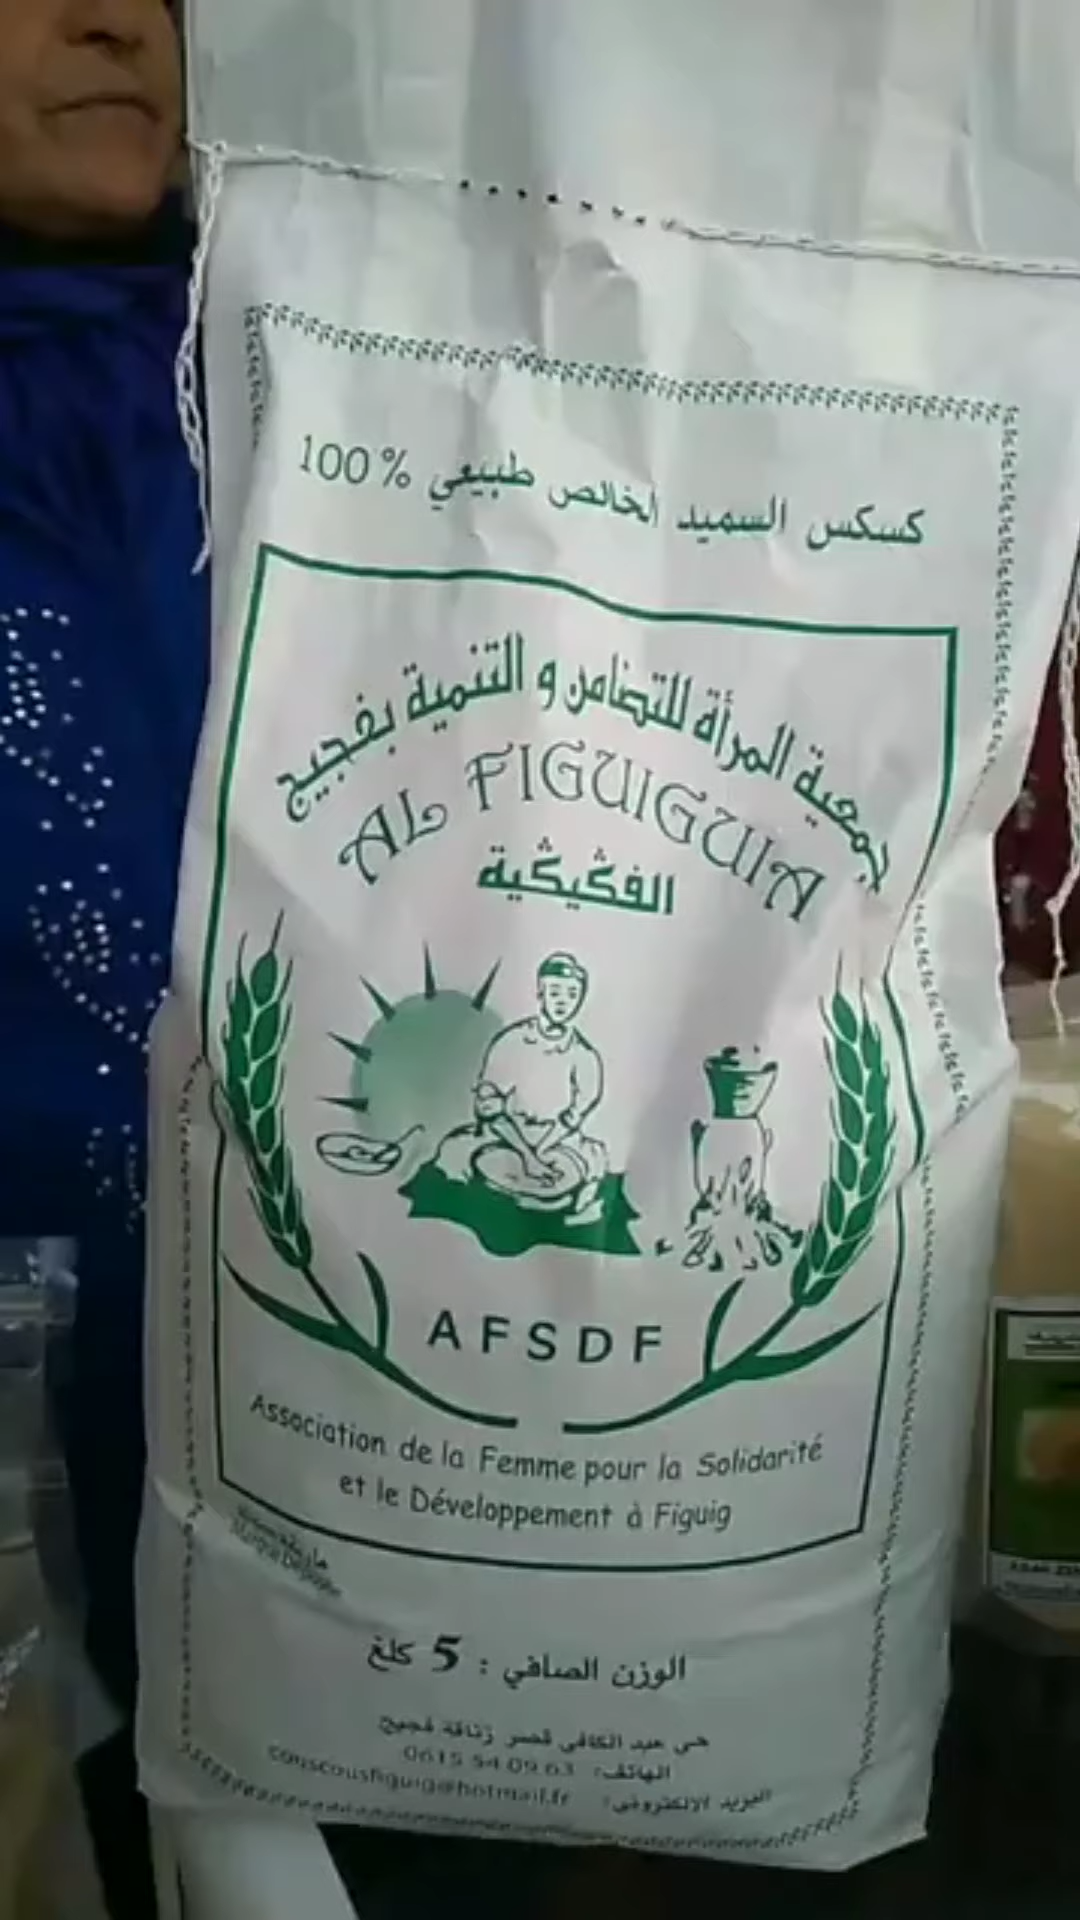 كسكس السميد الخالص طبيعي % 100
جمعية المرأة للتضامن و التنمية بفجيج
AL FIGUIGUIA
الفڭيڭية
AFSDF
Association de la Femme pour la Solidarité
et le Développement à Figuig
الوزن الصافي : 5 كلغ
حي عبد الكافي قصر زناقة فجيج
الهاتف: 0615 54 09 63
البريد الالكتروني: couscousfiguig@hotmail.fr